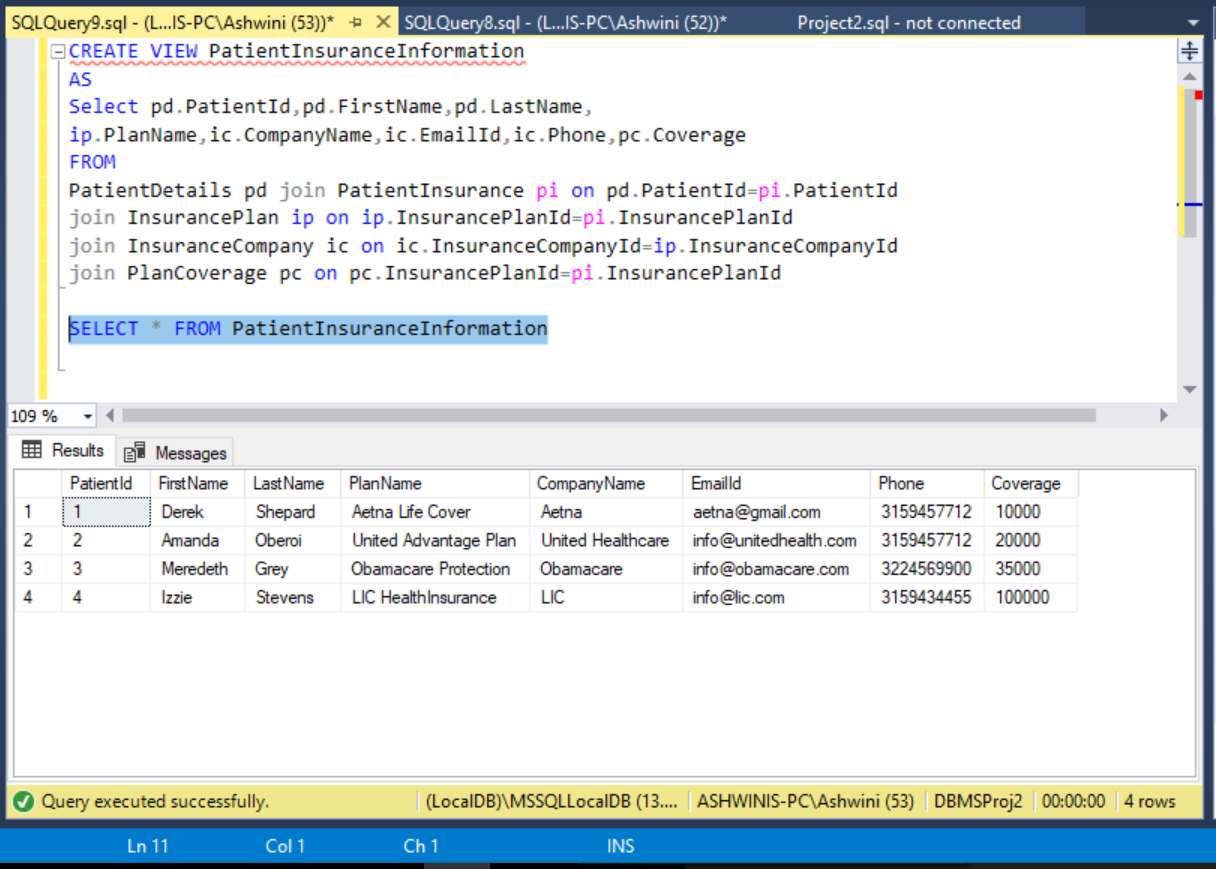 SQLQuery9.sql - (L...IS-PC\Ashwini (53))* SQLQuery8.sql - (L...IS-PC\Ashwini (52))* Project2.sql - not connected
CREATE VIEW PatientInsuranceInformation
AS
Select pd.PatientId,pd.FirstName,pd.LastName,
ip.PlanName,ic.CompanyName,ic.EmailId,ic.Phone,pc.Coverage
FROM
PatientDetails pd join PatientInsurance pi on pd.PatientId=pi.PatientId
join InsurancePlan ip on ip.InsurancePlanId=pi.InsurancePlanId
join InsuranceCompany ic on ic.InsuranceCompanyId=ip.InsuranceCompanyId
join PlanCoverage pc on pc.InsurancePlanId=pi.InsurancePlanId
SELECT * FROM PatientInsuranceInformation
109 %
Results Messages
PatientId FirstName LastName PlanName CompanyName EmailId Phone Coverage
1 1 Derek Shepard Aetna Life Cover Aetna aetna@gmail.com 3159457712 10000
2 2 Amanda Oberoi United Advantage Plan United Healthcare info@unitedhealth.com 3159457712 20000
3 3 Meredeth Grey Obamacare Protection Obamacare info@obamacare.com 3224569900 35000
4 4 Izzie Stevens LIC HealthInsurance LIC info@lic.com 3159434455 100000
Query executed successfully. (LocalDB)\MSSQLLocalDB (13.... ASHWINIS-PC\Ashwini (53) DBMSProj2 00:00:00 4 rows
Ln 11 Col 1 Ch 1 INS